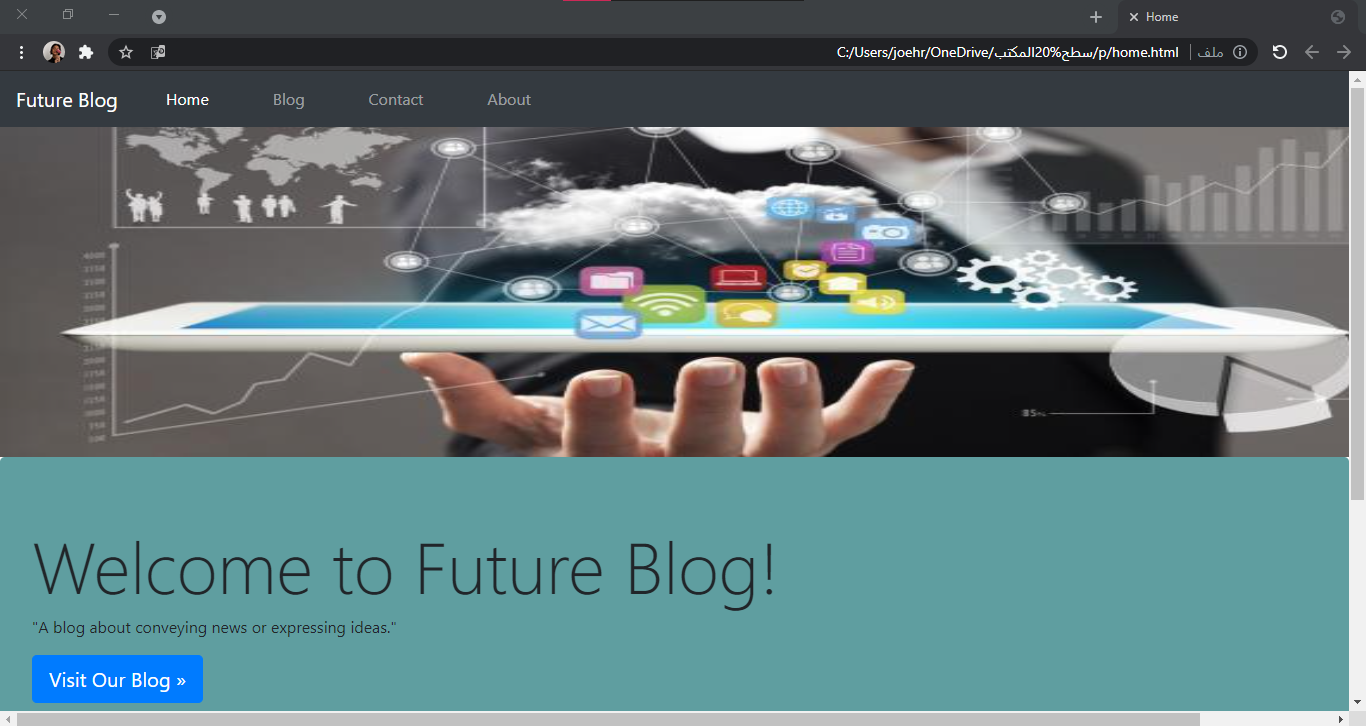 Home
C:/Users/joehr/OneDrive/سطح%20المكتب/p/home.html
ملف
Future Blog Home Blog Contact About
85%
Welcome to Future Blog!
"A blog about conveying news or expressing ideas."
Visit Our Blog »